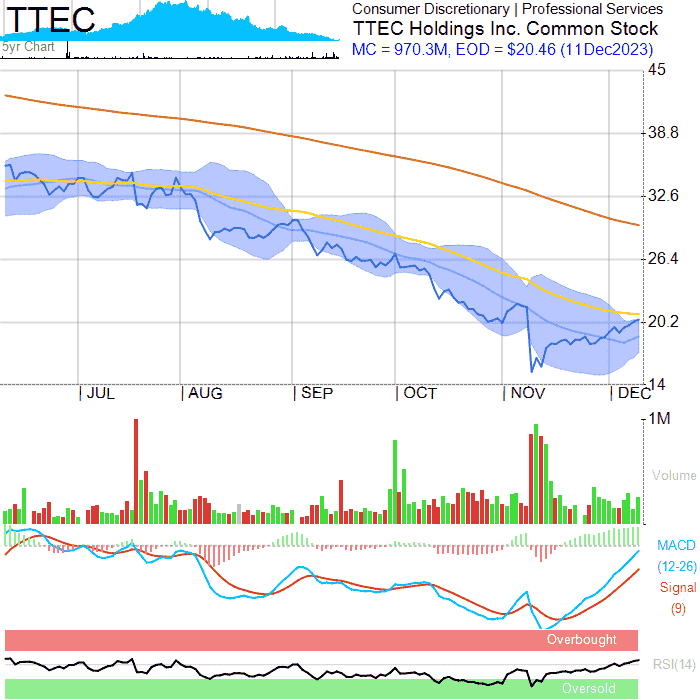 TTEC
5yr Chart
Consumer Discretionary | Professional Services
TTEC Holdings Inc. Common Stock
MC = 970.3M, EOD = $20.46 (11Dec2023)
45
38.8
32.6
26.4
20.2
14
| JUL | AUG | SEP | OCT | NOV | DEC
1M
Volume
MACD
(12-26)
Signal
(9)
Overbought
RSI(14)
Oversold